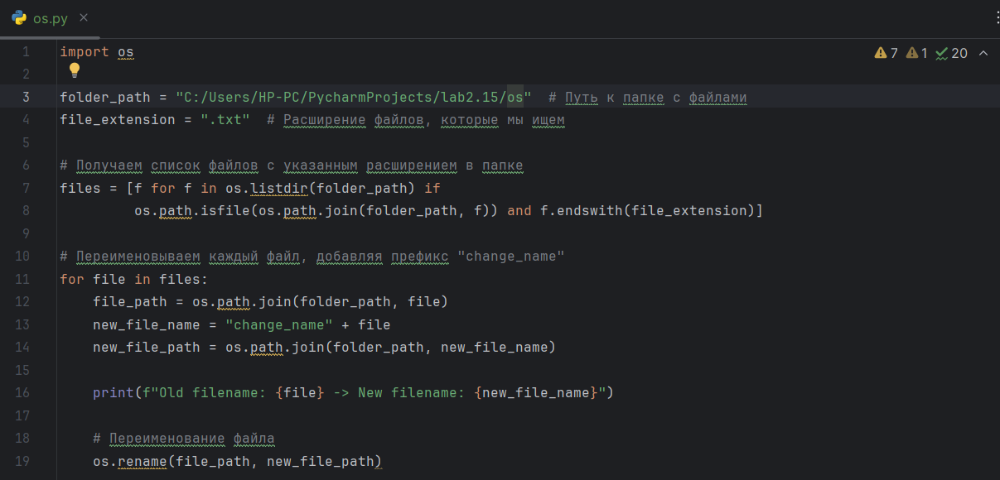 os.py
7 1 20
1 import os
2
3 folder_path = "C:/Users/HP-PC/PycharmProjects/lab2.15/os"  # Путь к папке с файлами
4 file_extension = ".txt"  # Расширение файлов, которые мы ищем
5
6 # Получаем список файлов с указанным расширением в папке
7 files = [f for f in os.listdir(folder_path) if
8          os.path.isfile(os.path.join(folder_path, f)) and f.endswith(file_extension)]
9
10 # Переименовываем каждый файл, добавляя префикс "change_name"
11 for file in files:
12     file_path = os.path.join(folder_path, file)
13     new_file_name = "change_name" + file
14     new_file_path = os.path.join(folder_path, new_file_name)
15
16     print(f"Old filename: {file} -> New filename: {new_file_name}")
17
18     # Переименование файла
19     os.rename(file_path, new_file_path)